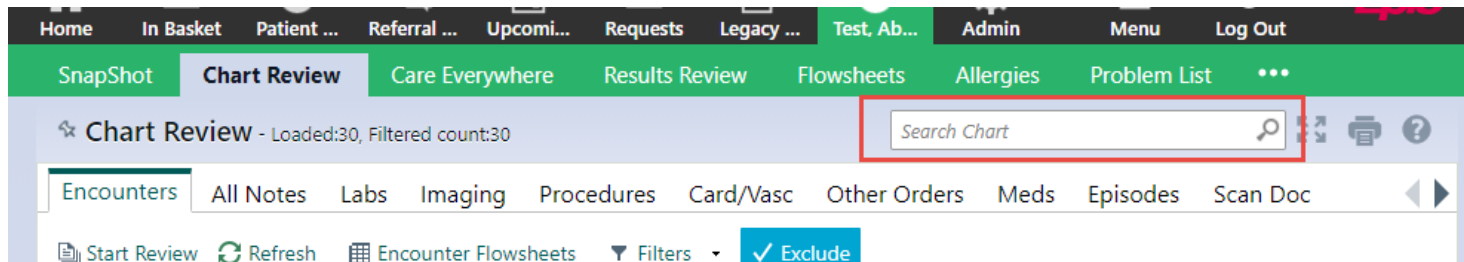 Home In Basket Patient ... Referral ... Upcomi... Requests Legacy ... Test, Ab... Admin Menu Log Out
SnapShot Chart Review Care Everywhere Results Review Flowsheets Allergies Problem List •••
Chart Review - Loaded:30, Filtered count:30 Search Chart
Encounters All Notes Labs Imaging Procedures Card/Vasc Other Orders Meds Episodes Scan Doc
Start Review Refresh Encounter Flowsheets Filters Exclude